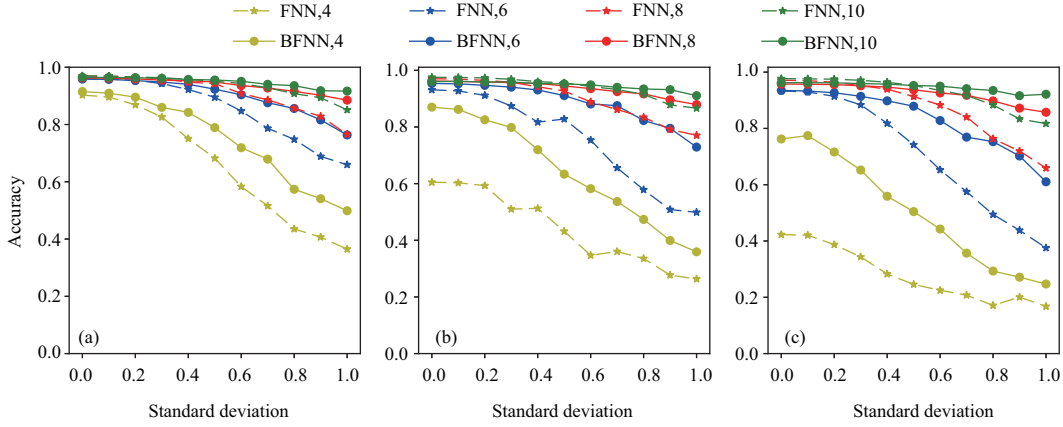 FNN,4 FNN,6 FNN,8 FNN,10
BFNN,4 BFNN,6 BFNN,8 BFNN,10
1.0 1.0 1.0
0.8 0.8 0.8
0.6 0.6 0.6
Accuracy
0.4 0.4 0.4
0.2 0.2 0.2
(a) (b) (c)
0.0 0.0 0.0
0.0 0.2 0.4 0.6 0.8 1.0 0.0 0.2 0.4 0.6 0.8 1.0 0.0 0.2 0.4 0.6 0.8 1.0
Standard deviation Standard deviation Standard deviation